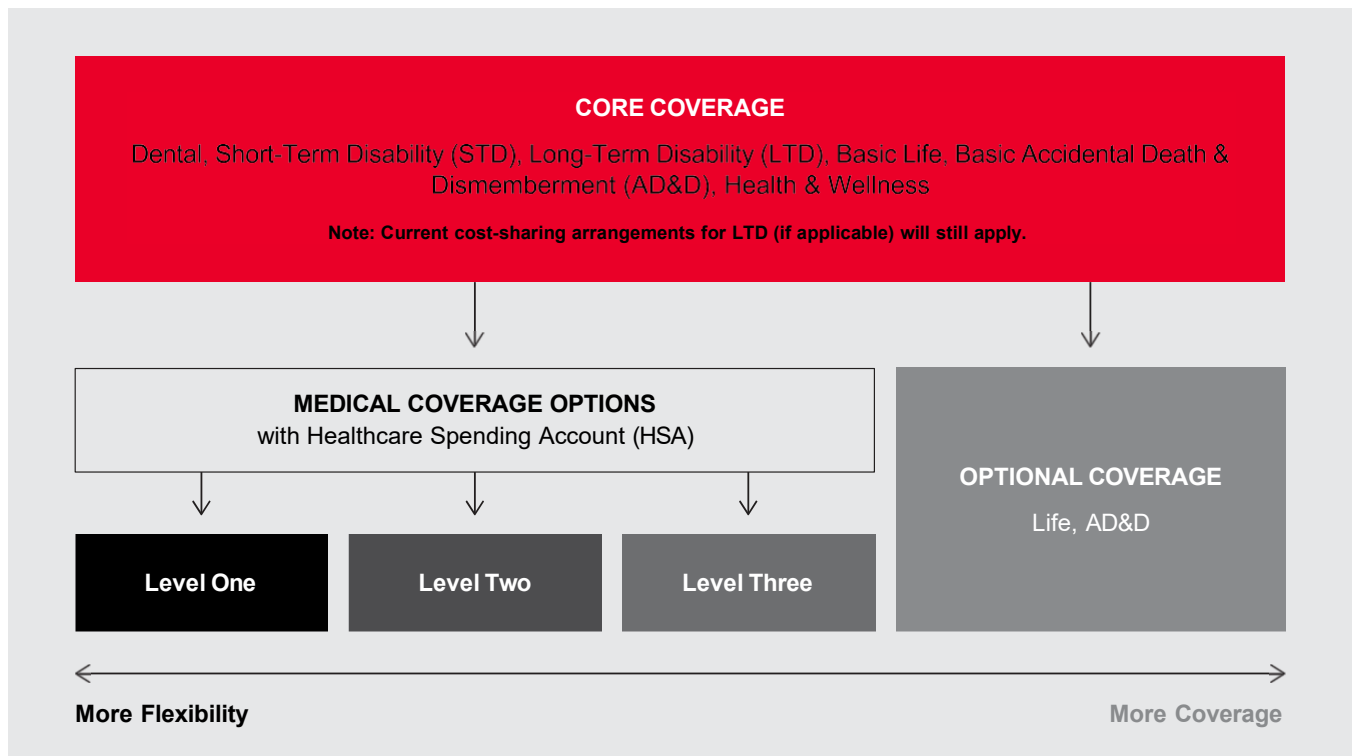 CORE COVERAGE
Dental, Short-Term Disability (STD), Long-Term Disability (LTD), Basic Life, Basic Accidental Death &
Dismemberment (AD&D), Health & Wellness
Note: Current cost-sharing arrangements for LTD (if applicable) will still apply.
MEDICAL COVERAGE OPTIONS
with Healthcare Spending Account (HSA)
OPTIONAL COVERAGE
Life, AD&D
Level One
Level Two
Level Three
More Flexibility
More Coverage